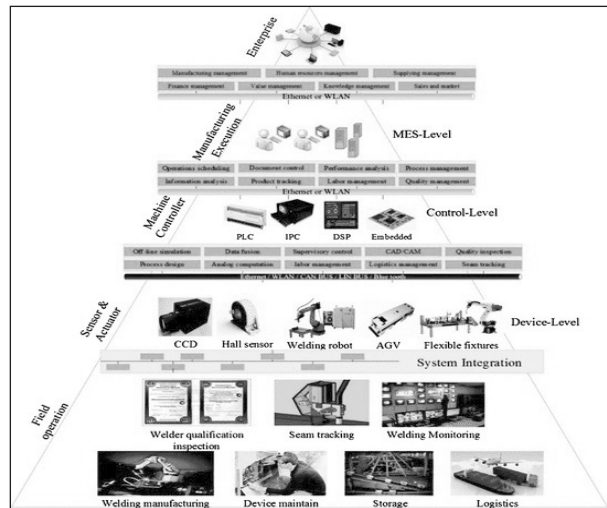 Enterprise
Manufacturing management Human resources management Supplying management
Finance management Value management Knowledge management Sales and market
Ethernet or WLAN
Manufacturing
Execution
MES-Level
Operations scheduling Document control Performance analysis Process management
Information analysis Product tracking Labor management Quality management
Ethernet or WLAN
Machine
Controller
Control-Level
PLC IPC DSP Embedded
Off-line simulation Data fusion Supervisory control CAD/CAM Quality inspection
Process design Analog computation Labor management Logistics management Seam tracking
Ethernet / WLAN / CAN BUS / LIN BUS / Blue tooth
Sensor &
Actuator
Device-Level
CCD Hall sensor Welding robot AGV Flexible fixtures
System Integration
Field
operation
Welder qualification
inspection
Seam tracking Welding Monitoring
Welding manufacturing Device maintain Storage Logistics